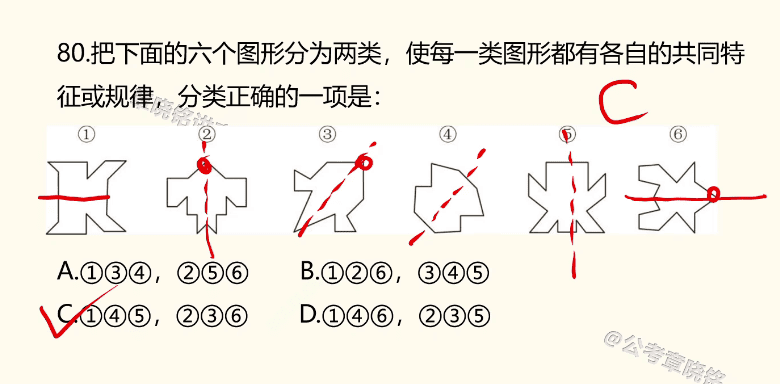 80.把下面的六个图形分为两类，使每一类图形都有各自的共同特
征或规律，分类正确的一项是：
C
① ② ③ ④ ⑤ ⑥
A.①③④，②⑤⑥ B.①②⑥，③④⑤
C.①④⑤，②③⑥ D.①④⑥，②③⑤
@公考章晓铭